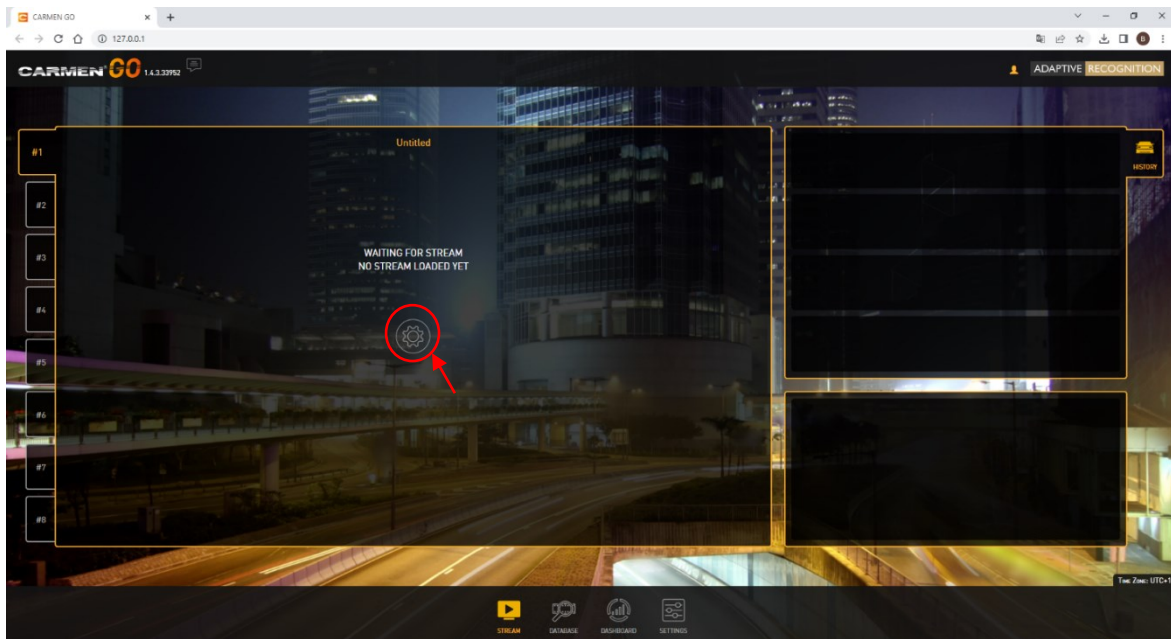 CARMEN GO
127.0.0.1
B
CARMEN GO 1.4.3.33952
ADAPTIVE RECOGNITION
#1
#2
#3
#4
#5
#6
#7
#8
Untitled
WAITING FOR STREAM
NO STREAM LOADED YET
HISTORY
TIME ZONE: UTC+1
STREAM
DATABASE
DASHBOARD
SETTINGS